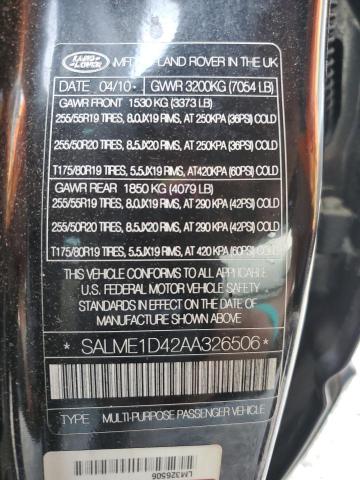 LAND-
ROVER
MFD BY LAND ROVER IN THE UK
DATE 04/10 GVWR 3200KG (7054 LB)
GAWR FRONT 1530 KG (3373 LB)
255/55R19 TIRES, 8.0JX19 RIMS, AT 250KPA (36PSI) COLD
255/50R20 TIRES, 8.5JX20 RIMS, AT 250KPA (36PSI) COLD
T175/80R19 TIRES, 5.5JX19 RIMS, AT420KPA (60PSI) COLD
GAWR REAR 1850 KG (4079 LB)
255/55R19 TIRES, 8.0JX19 RIMS, AT 290 KPA (42PSI) COLD
255/50R20 TIRES, 8.5JX20 RIMS, AT 290 KPA (42PSI) COLD
T175/80R19 TIRES, 5.5JX19 RIMS, AT 420 KPA (60PSI) COLD
THIS VEHICLE CONFORMS TO ALL APPLICABLE
U.S. FEDERAL MOTOR VEHICLE SAFETY
STANDARDS IN EFFECT ON THE DATE OF
MANUFACTURE SHOWN ABOVE
* SALME1D42AA326506 *
TYPE MULTI-PURPOSE PASSENGER VEHICLE
LM326506